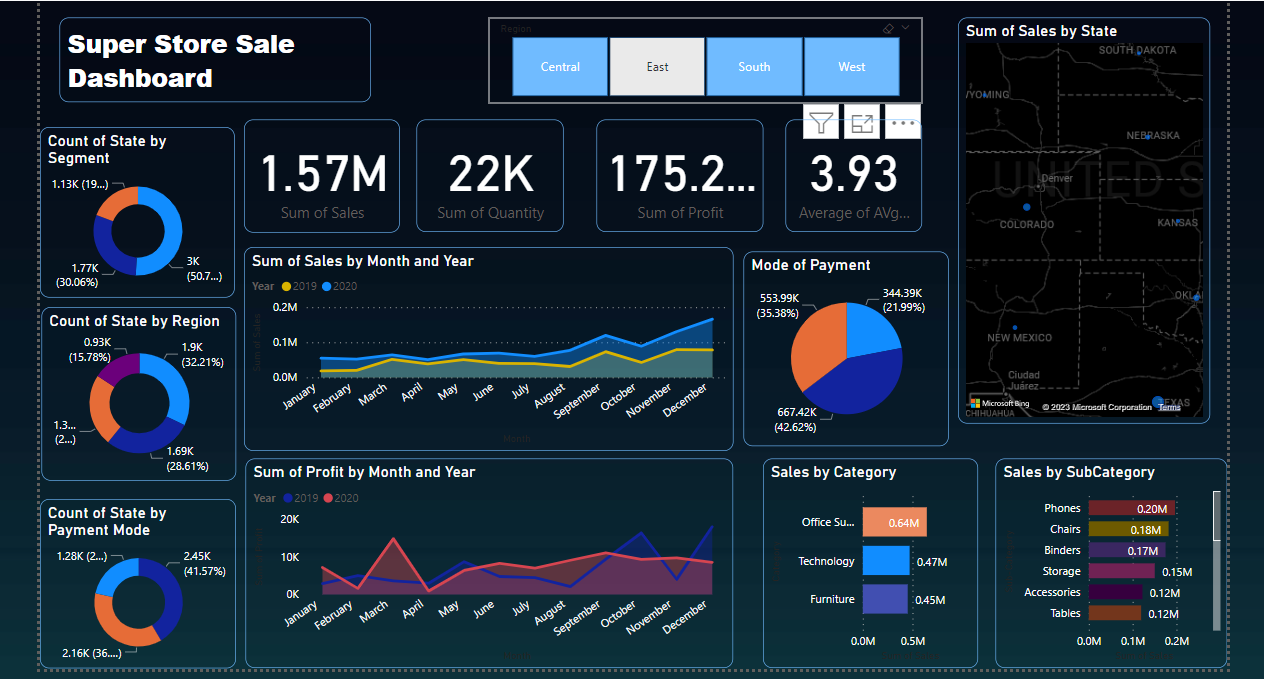 Super Store Sale
Dashboard
Region
Central
East
South
West
Sum of Sales by State
SOUTH DAKOTA
WYOMING
NEBRASKA
UNITED S
Denver
COLORADO
KANSAS
OKLA
NEW MEXICO
Ciudad
Juárez
TEXAS
CHIHUAHUA
Microsoft Bing
© 2023 Microsoft Corporation
Terms
Count of State by
Segment
1.13K (19...)
1.77K
(30.06%)
3K
(50.7...)
1.57M
Sum of Sales
22K
Sum of Quantity
175.2...
Sum of Profit
3.93
Average of AVg...
Count of State by Region
0.93K
(15.78%)
1.9K
(32.21%)
1.3...
(2...)
1.69K
(28.61%)
Sum of Sales by Month and Year
Year 2019 2020
Sum of Sales
0.2M
0.1M
0.0M
January
February
March
April
May
June
July
August
September
October
November
December
Month
Mode of Payment
553.99K
(35.38%)
344.39K
(21.99%)
667.42K
(42.62%)
Count of State by
Payment Mode
1.28K (2...)
2.45K
(41.57%)
2.16K (36....)
Sum of Profit by Month and Year
Year 2019 2020
20K
10K
0K
January
February
March
April
May
June
July
August
September
October
November
December
Sales by Category
Office Su... 0.64M
Technology 0.47M
Furniture 0.45M
0.0M 0.5M
Sales by SubCategory
Phones 0.20M
Chairs 0.18M
Binders 0.17M
Storage 0.15M
Accessories 0.12M
Tables 0.12M
0.0M 0.1M 0.2M